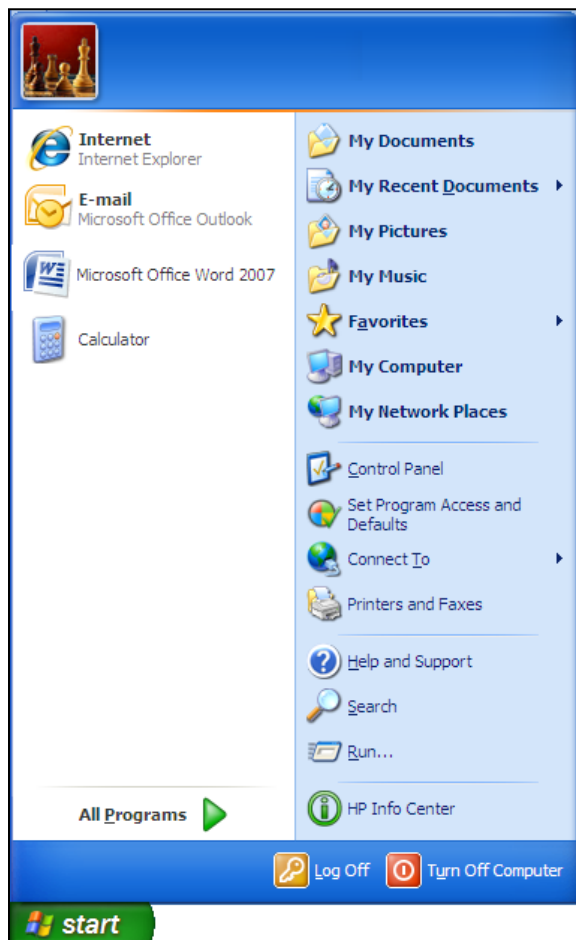 Internet
Internet Explorer
E-mail
Microsoft Office Outlook
Microsoft Office Word 2007
Calculator
All Programs
My Documents
My Recent Documents
My Pictures
My Music
Favorites
My Computer
My Network Places
Control Panel
Set Program Access and
Defaults
Connect To
Printers and Faxes
Help and Support
Search
Run...
HP Info Center
Log Off
Turn Off Computer
start